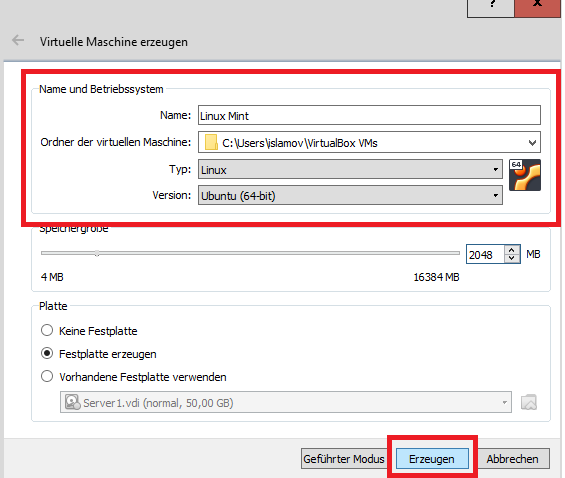 ? x
Virtuelle Maschine erzeugen
Name und Betriebssystem
Name: Linux Mint
Ordner der virtuellen Maschine: C:\Users\islamov\VirtualBox VMs
Typ: Linux
64
Version: Ubuntu (64-bit)
Speichergröße
2048 MB
4 MB 16384 MB
Platte
Keine Festplatte
Festplatte erzeugen
Vorhandene Festplatte verwenden
Server1.vdi (normal, 50,00 GB)
Geführter Modus Erzeugen Abbrechen